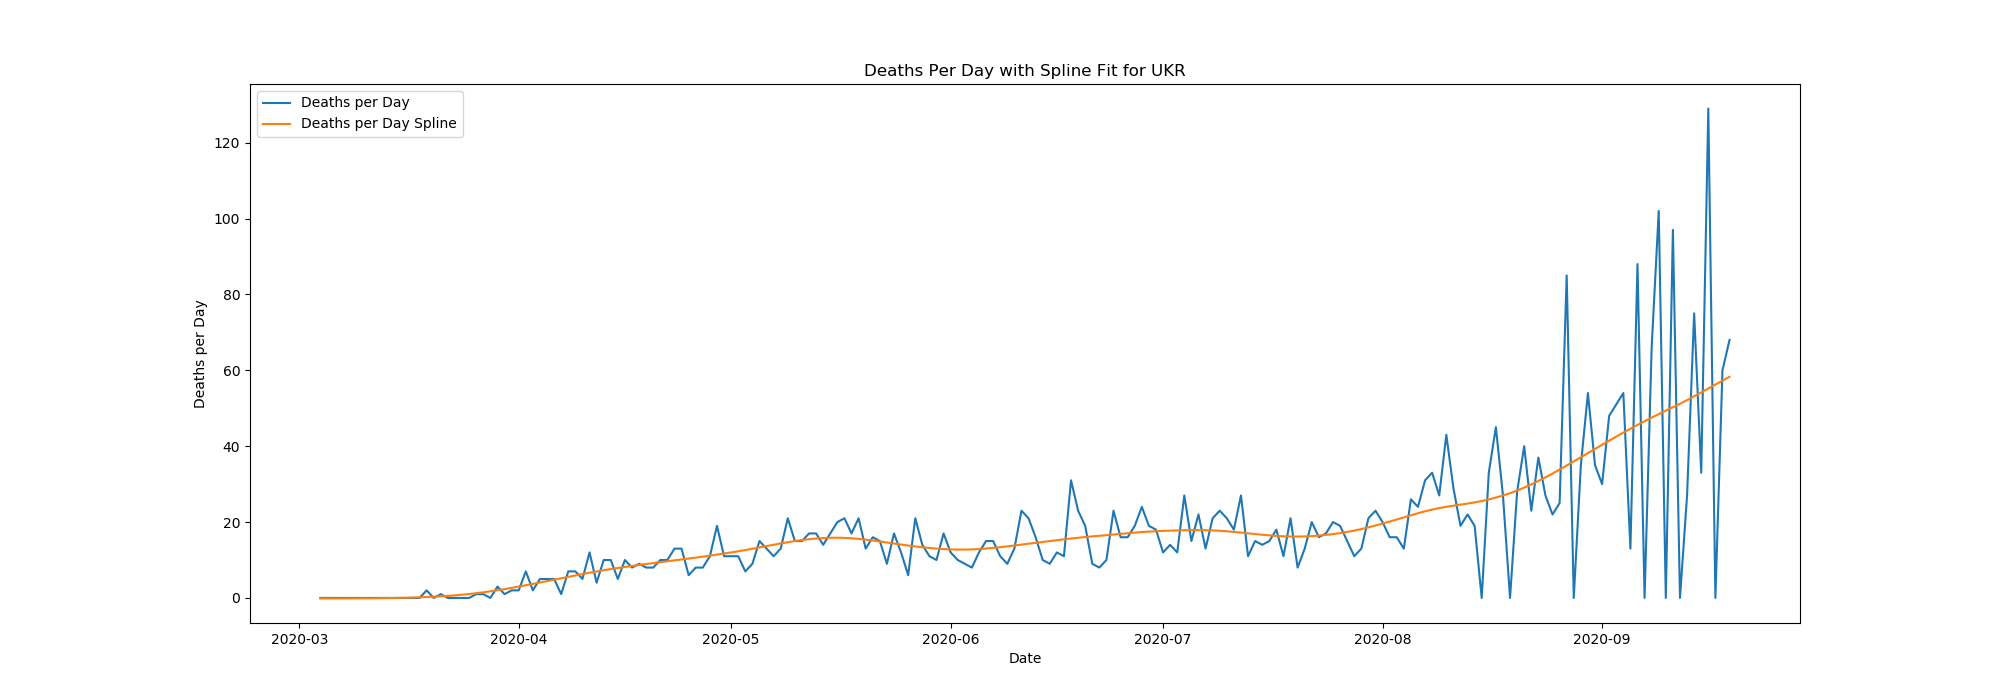 Deaths Per Day with Spline Fit for UKR
Deaths per Day
Deaths per Day Spline
120
100
80
60
40
20
0
Deaths per Day
2020-03 2020-04 2020-05 2020-06 2020-07 2020-08 2020-09
Date